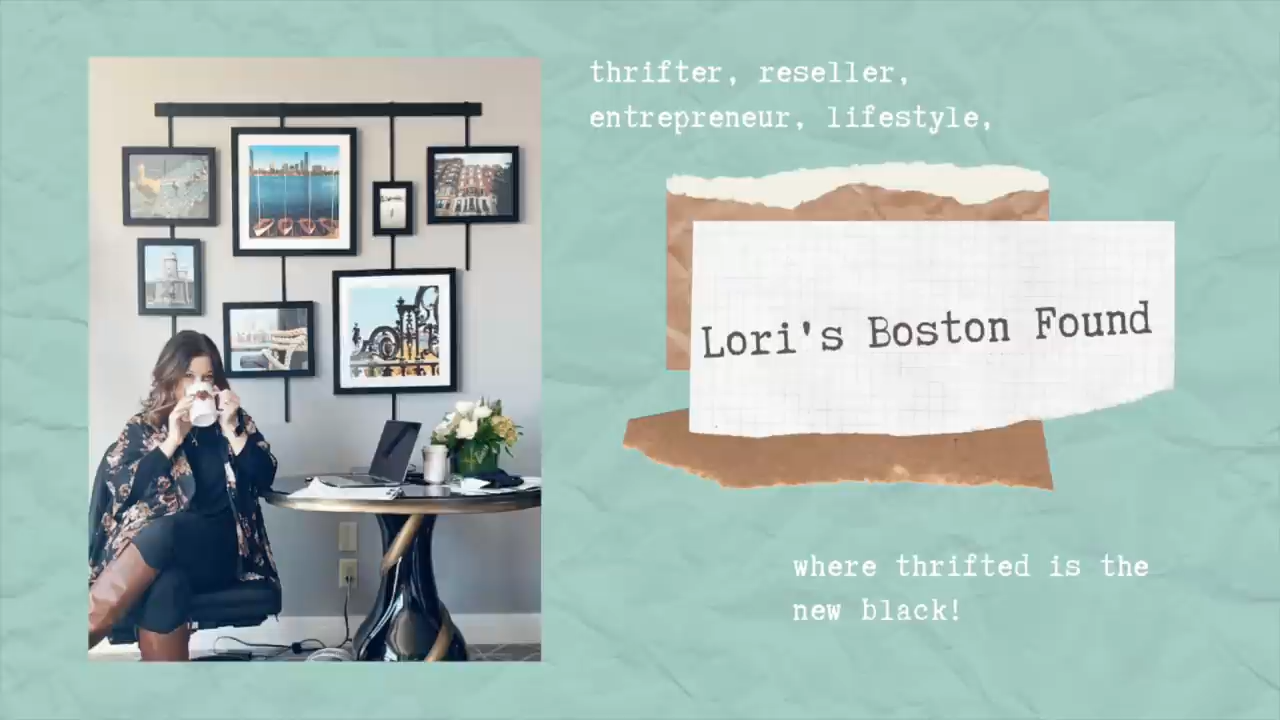 thrifter, reseller,
entrepreneur, lifestyle,
Lori's Boston Found
where thrifted is the
new black!